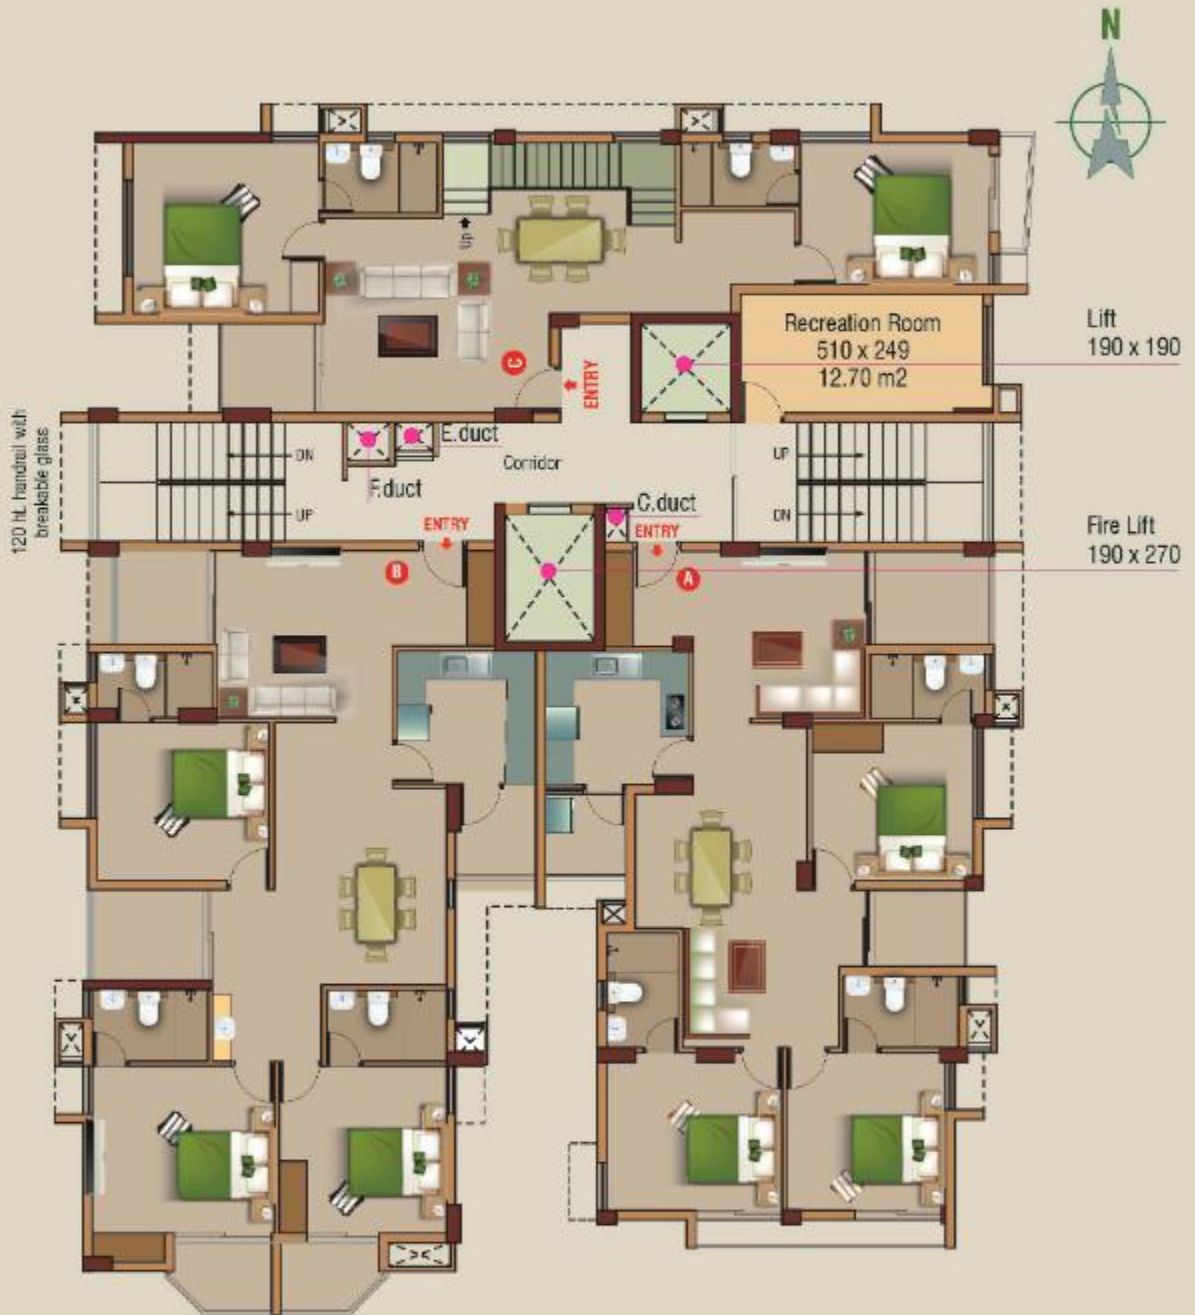 N
Up
Recreation Room
510 x 249
12.70 m2
Lift
190 x 190
C
ENTRY
120 ht. handrail with
breakable glass
DN
UP
E.duct
F.duct
Corridor
UP
DN
C.duct
ENTRY
ENTRY
B
A
Fire Lift
190 x 270